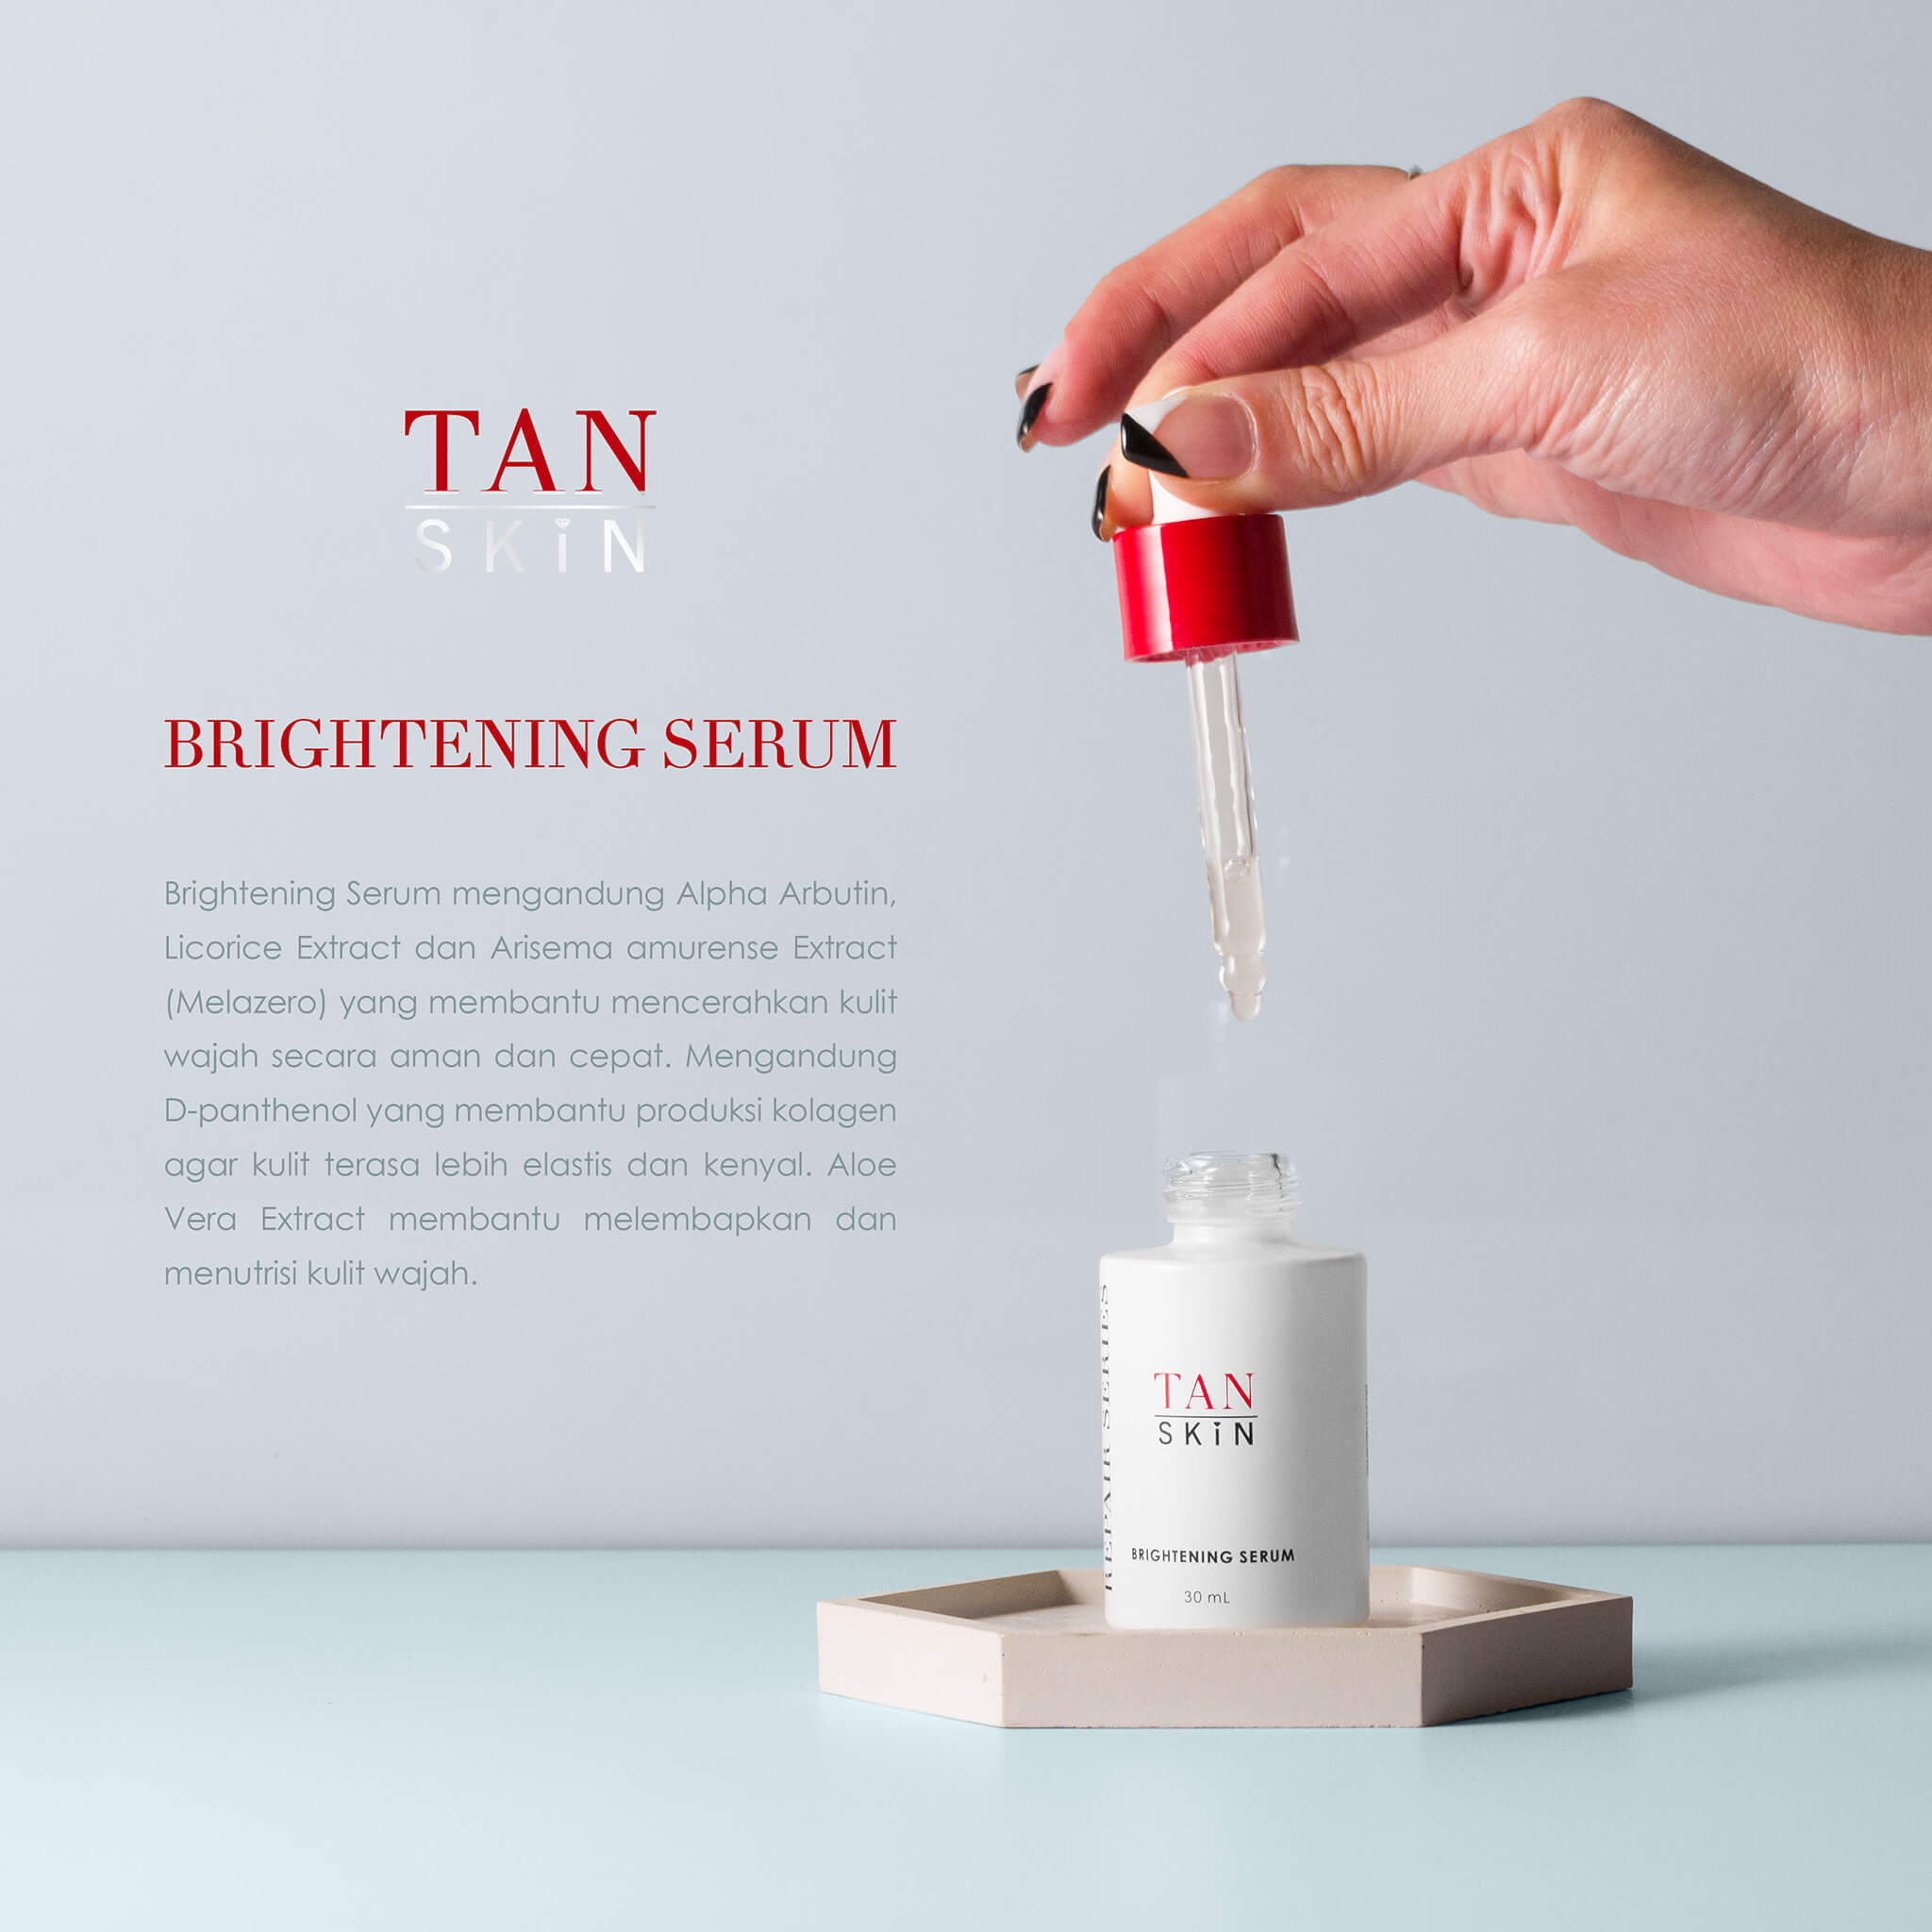 TAN
SKiN
BRIGHTENING SERUM
Brightening Serum mengandung Alpha Arbutin,
Licorice Extract dan Arisema amurense Extract
(Melazero) yang membantu mencerahkan kulit
wajah secara aman dan cepat. Mengandung
D-panthenol yang membantu produksi kolagen
agar kulit terasa lebih elastis dan kenyal. Aloe
Vera Extract membantu melembapkan dan
menutrisi kulit wajah.
REPAIR SERIES
TAN
SKiN
BRIGHTENING SERUM
30 mL